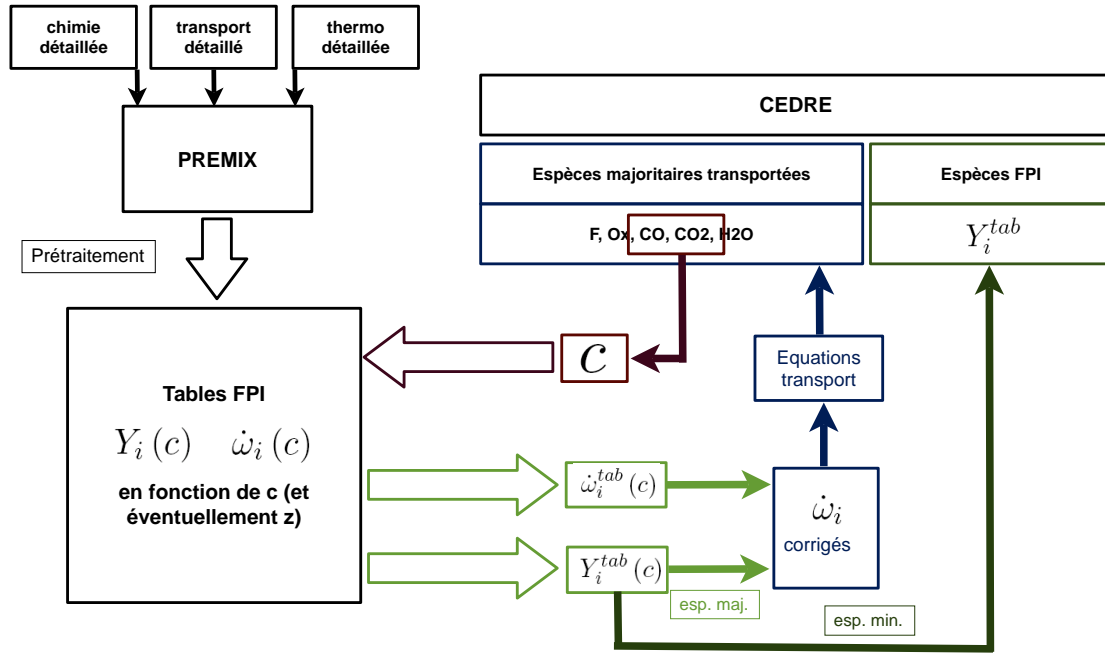 chimie
détaillée
transport
détaillé
thermo
détaillée
PREMIX
Prétraitement
CEDRE
Espèces majoritaires transportées
Espèces FPI
F, Ox, CO, CO2, H2O
Y_i^{tab}
c
Equations
transport
Tables FPI
Y_i (c) ω̇_i (c)
en fonction de c (et
éventuellement z)
ω̇_i^{tab} (c)
Y_i^{tab} (c)
ω̇_i
corrigés
esp. maj.
esp. min.